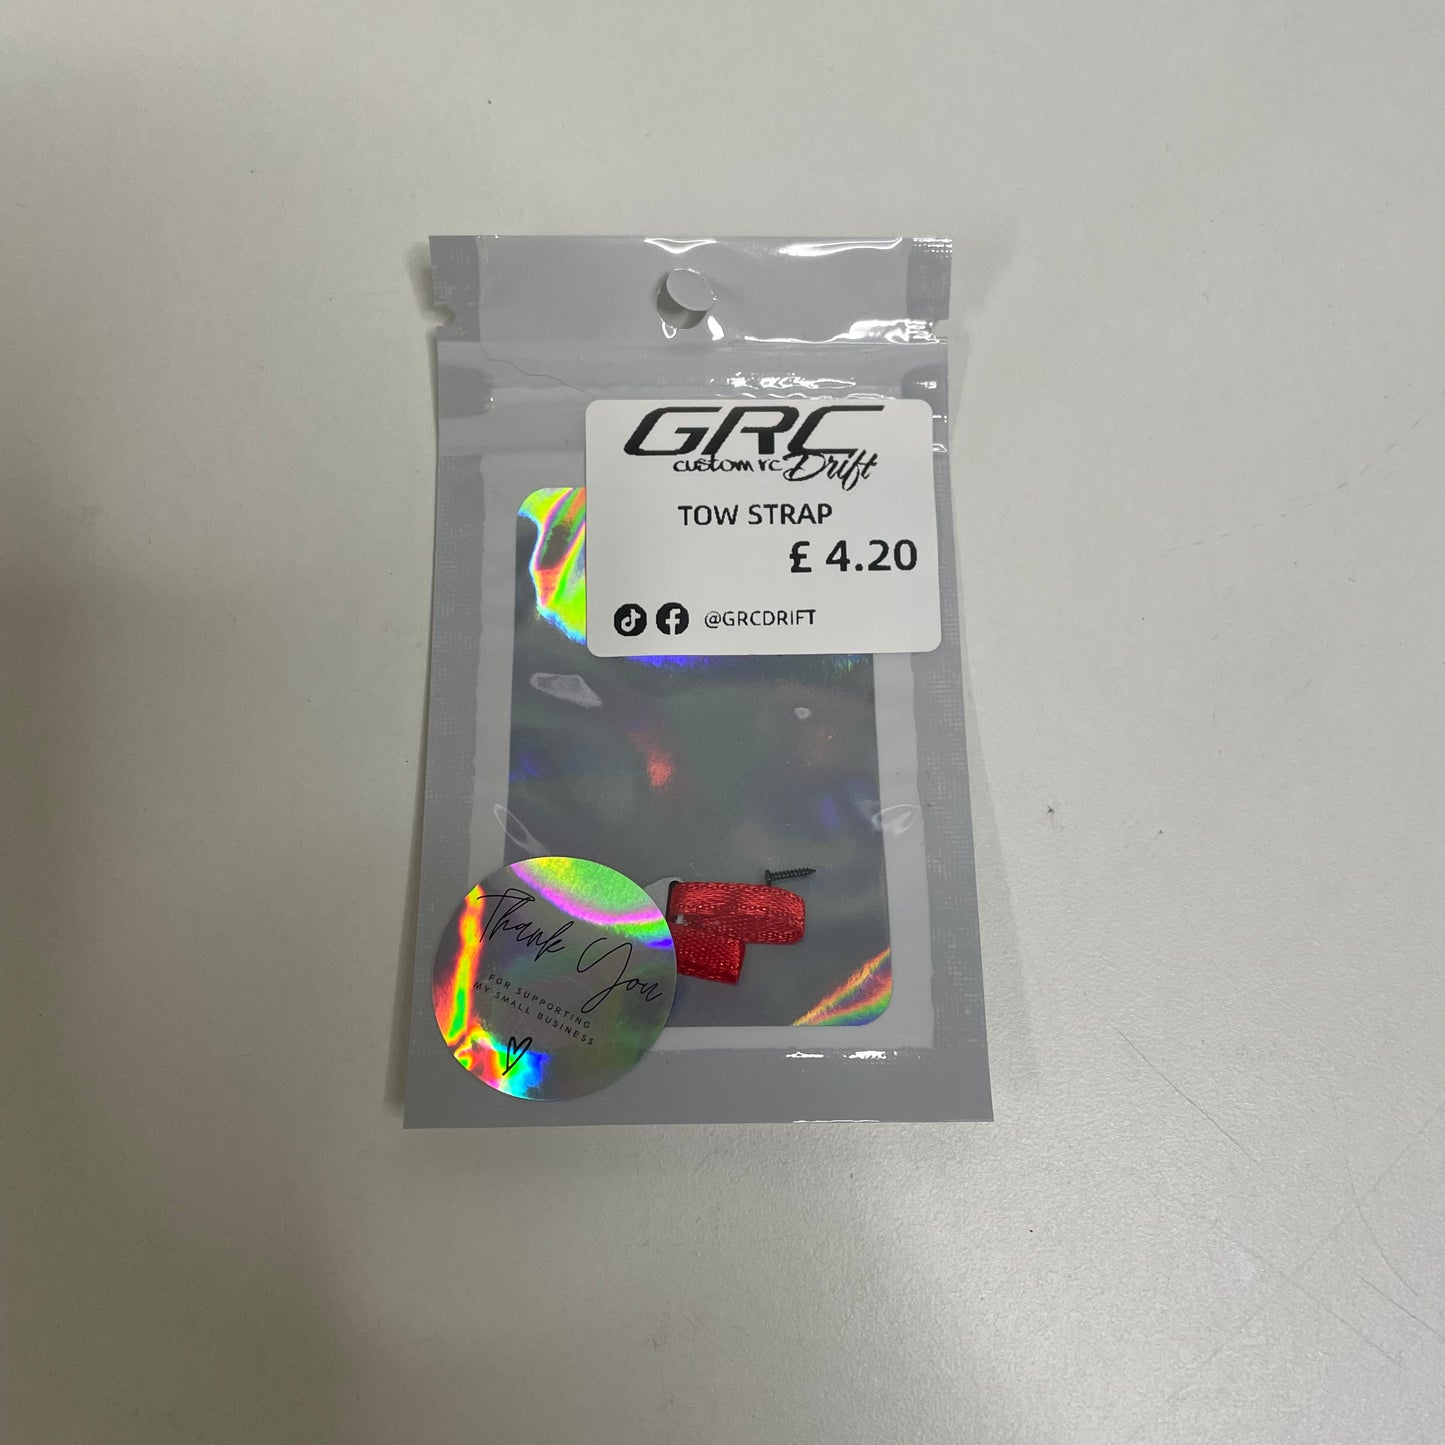 GRC
custom rc Drift
TOW STRAP
£ 4.20
@GRCDRIFT
Thank You
FOR SUPPORTING
MY SMALL BUSINESS